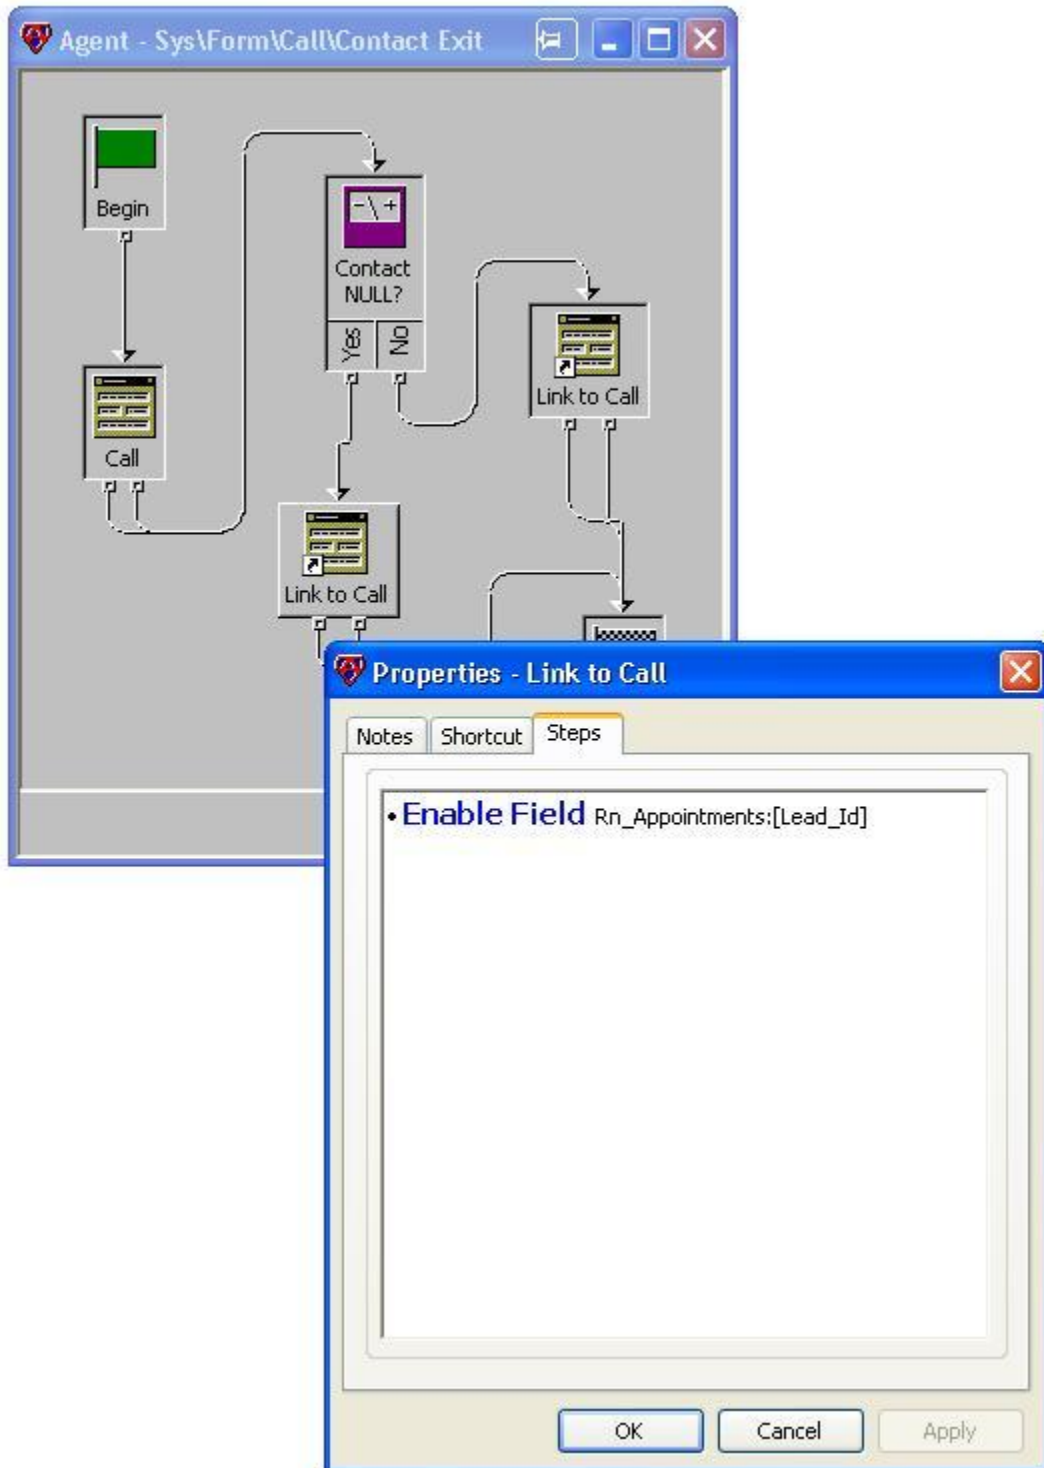 Agent - Sys\Form\Call\Contact Exit
Begin
- \ +
Contact
NULL?
Yes
No
Link to Call
Call
Link to Call
Properties - Link to Call
Notes
Shortcut
Steps
• Enable Field Rn_Appointments:[Lead_Id]
OK
Cancel
Apply